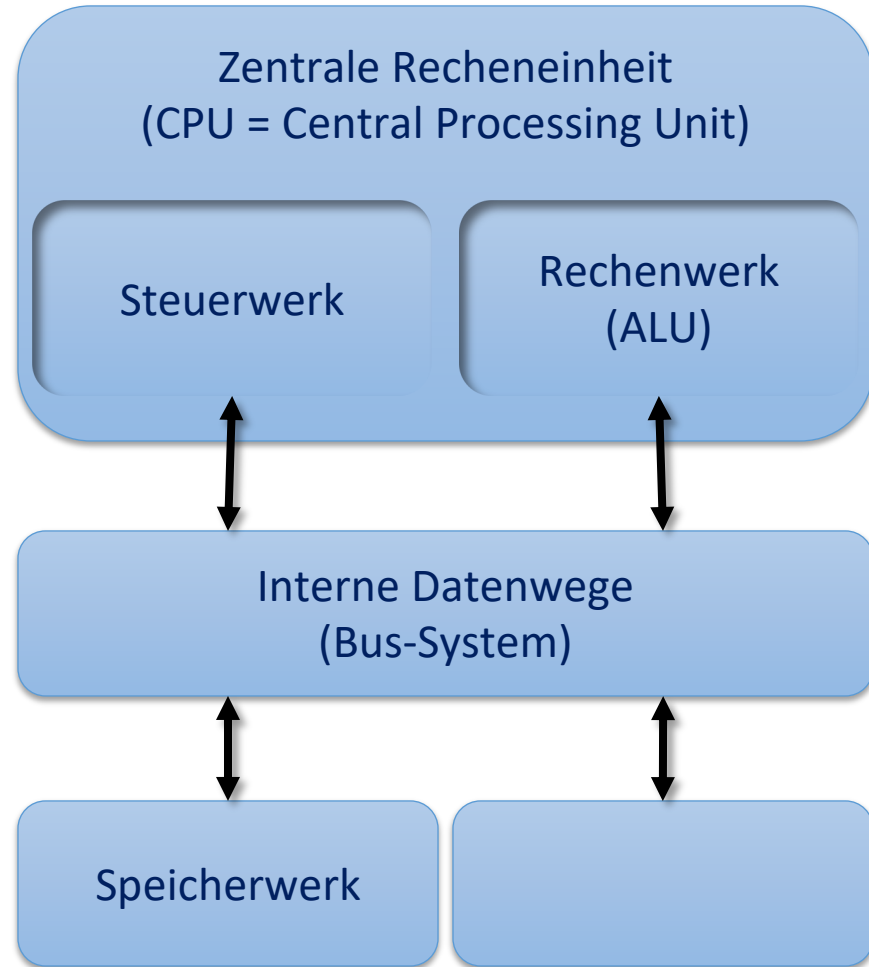 Zentrale Recheneinheit
(CPU = Central Processing Unit)
Steuerwerk
Rechenwerk
(ALU)
Interne Datenwege
(Bus-System)
Speicherwerk